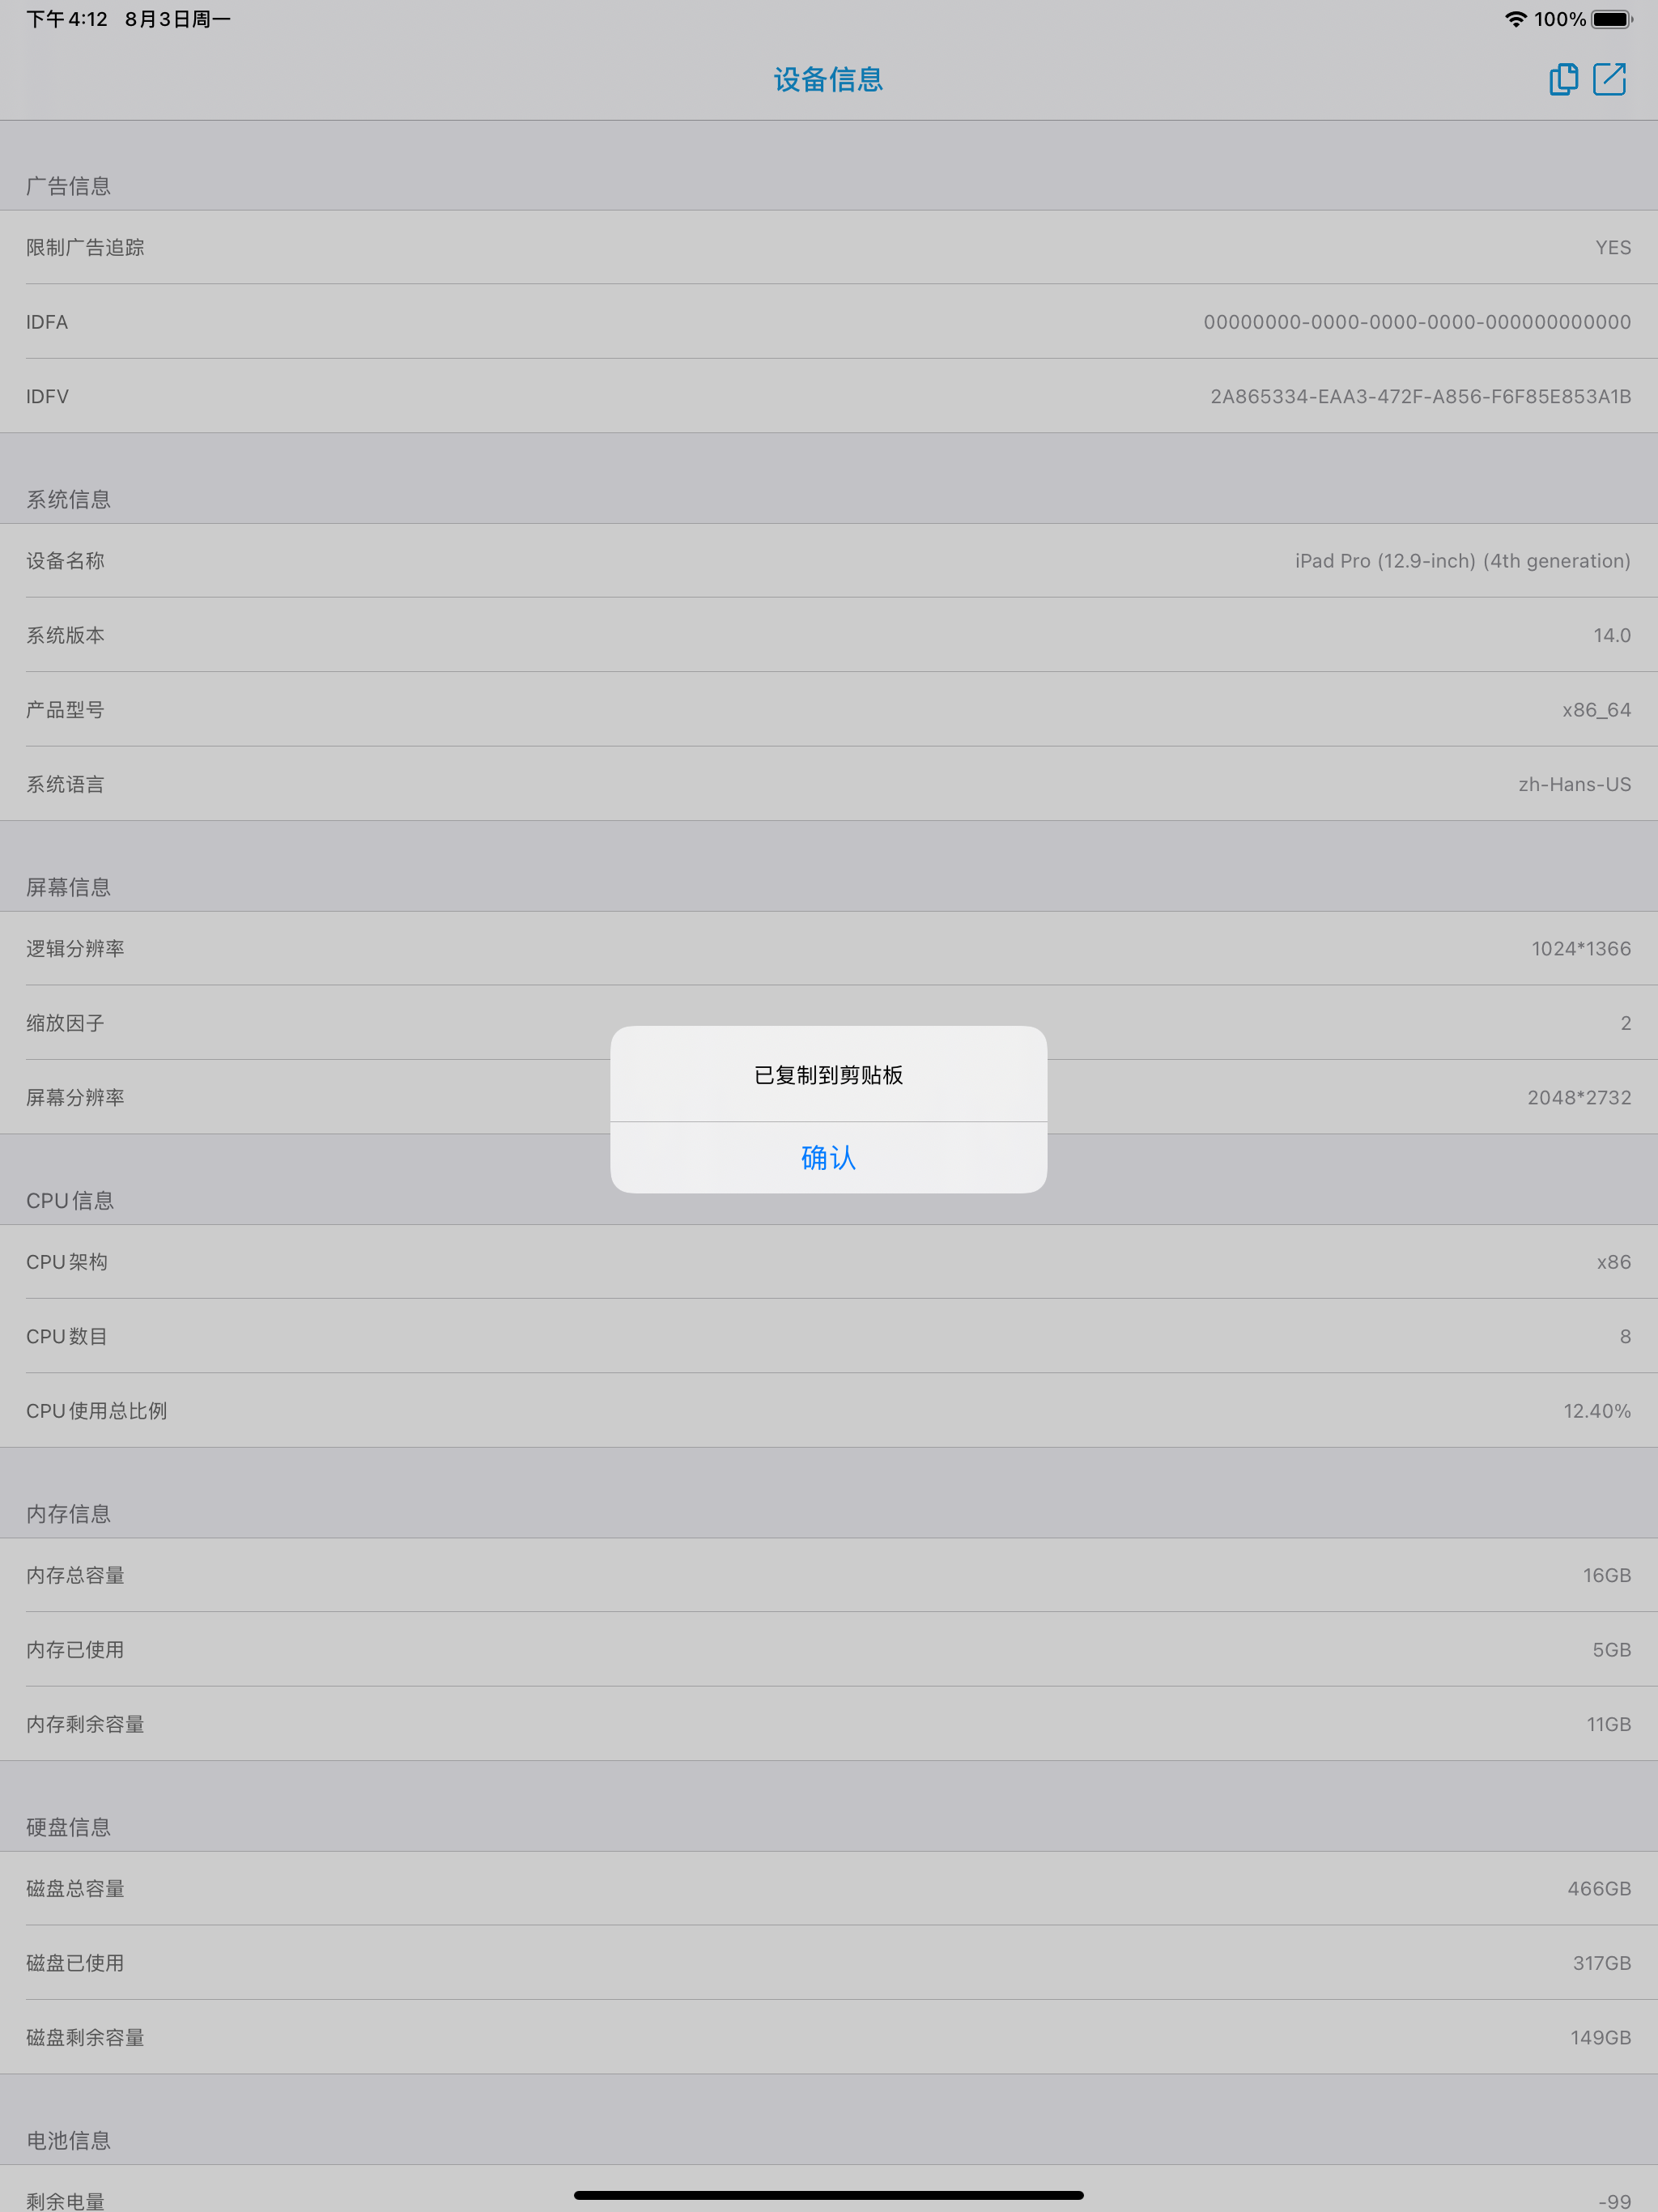 下午4:12 8月3日周一 100%
设备信息
广告信息
限制广告追踪 YES
IDFA 00000000-0000-0000-0000-000000000000
IDFV 2A865334-EAA3-472F-A856-F6F85E853A1B
系统信息
设备名称 iPad Pro (12.9-inch) (4th generation)
系统版本 14.0
产品型号 x86_64
系统语言 zh-Hans-US
屏幕信息
逻辑分辨率 1024*1366
缩放因子 2
已复制到剪贴板
屏幕分辨率 2048*2732
确认
CPU信息
CPU架构 x86
CPU数目 8
CPU使用总比例 12.40%
内存信息
内存总容量 16GB
内存已使用 5GB
内存剩余容量 11GB
硬盘信息
磁盘总容量 466GB
磁盘已使用 317GB
磁盘剩余容量 149GB
电池信息
剩余电量 -99